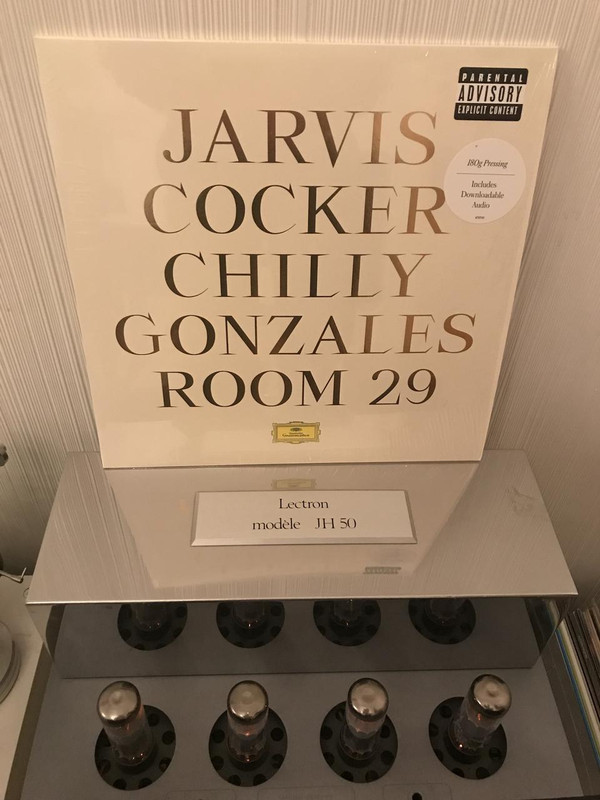 PARENTAL
ADVISORY
EXPLICIT CONTENT
JARVIS
COCKER
CHILLY
GONZALES
ROOM 29
180g Pressing
Includes
Downloadable
Audio
Lectron
modèle JH 50